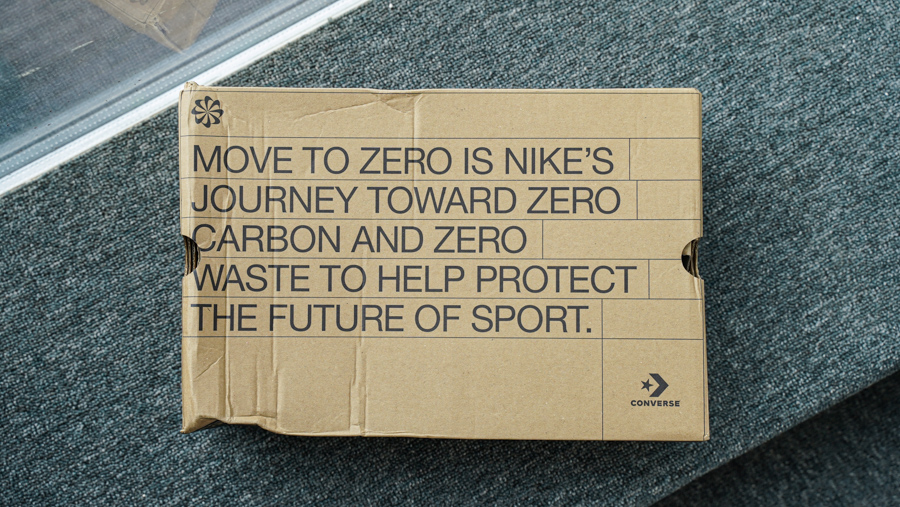 MOVE TO ZERO IS NIKE’S
JOURNEY TOWARD ZERO
CARBON AND ZERO
WASTE TO HELP PROTECT
THE FUTURE OF SPORT.
CONVERSE